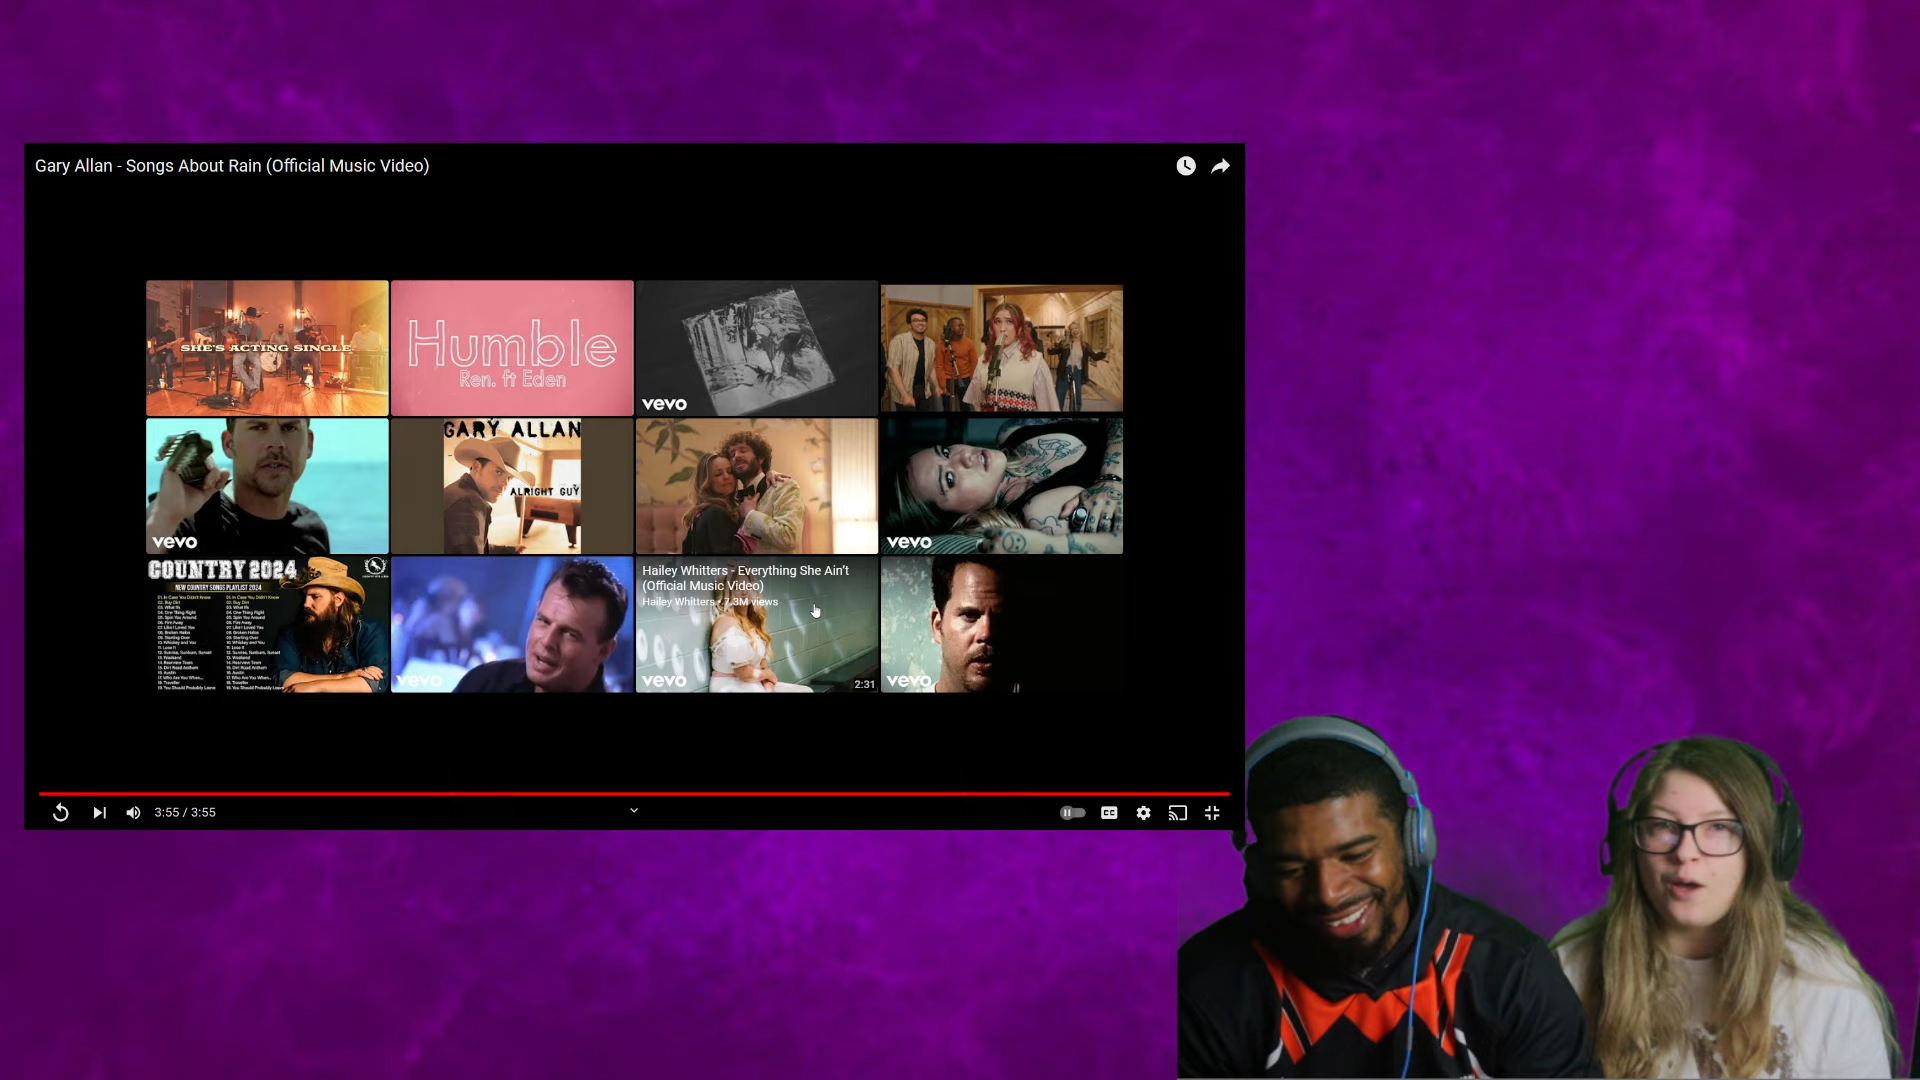 Gary Allan - Songs About Rain (Official Music Video)
SHE'S ACTING SINGLE
Humble
Ren. ft Eden
vevo
vevo
GARY ALLAN
ALRIGHT GUY
vevo
COUNTRY 2024
NEW COUNTRY SONGS PLAYLIST 2024
vevo
Hailey Whitters - Everything She Ain't
(Official Music Video)
Hailey Whitters • 7.3M views
vevo
2:31
vevo
3:55 / 3:55
CC